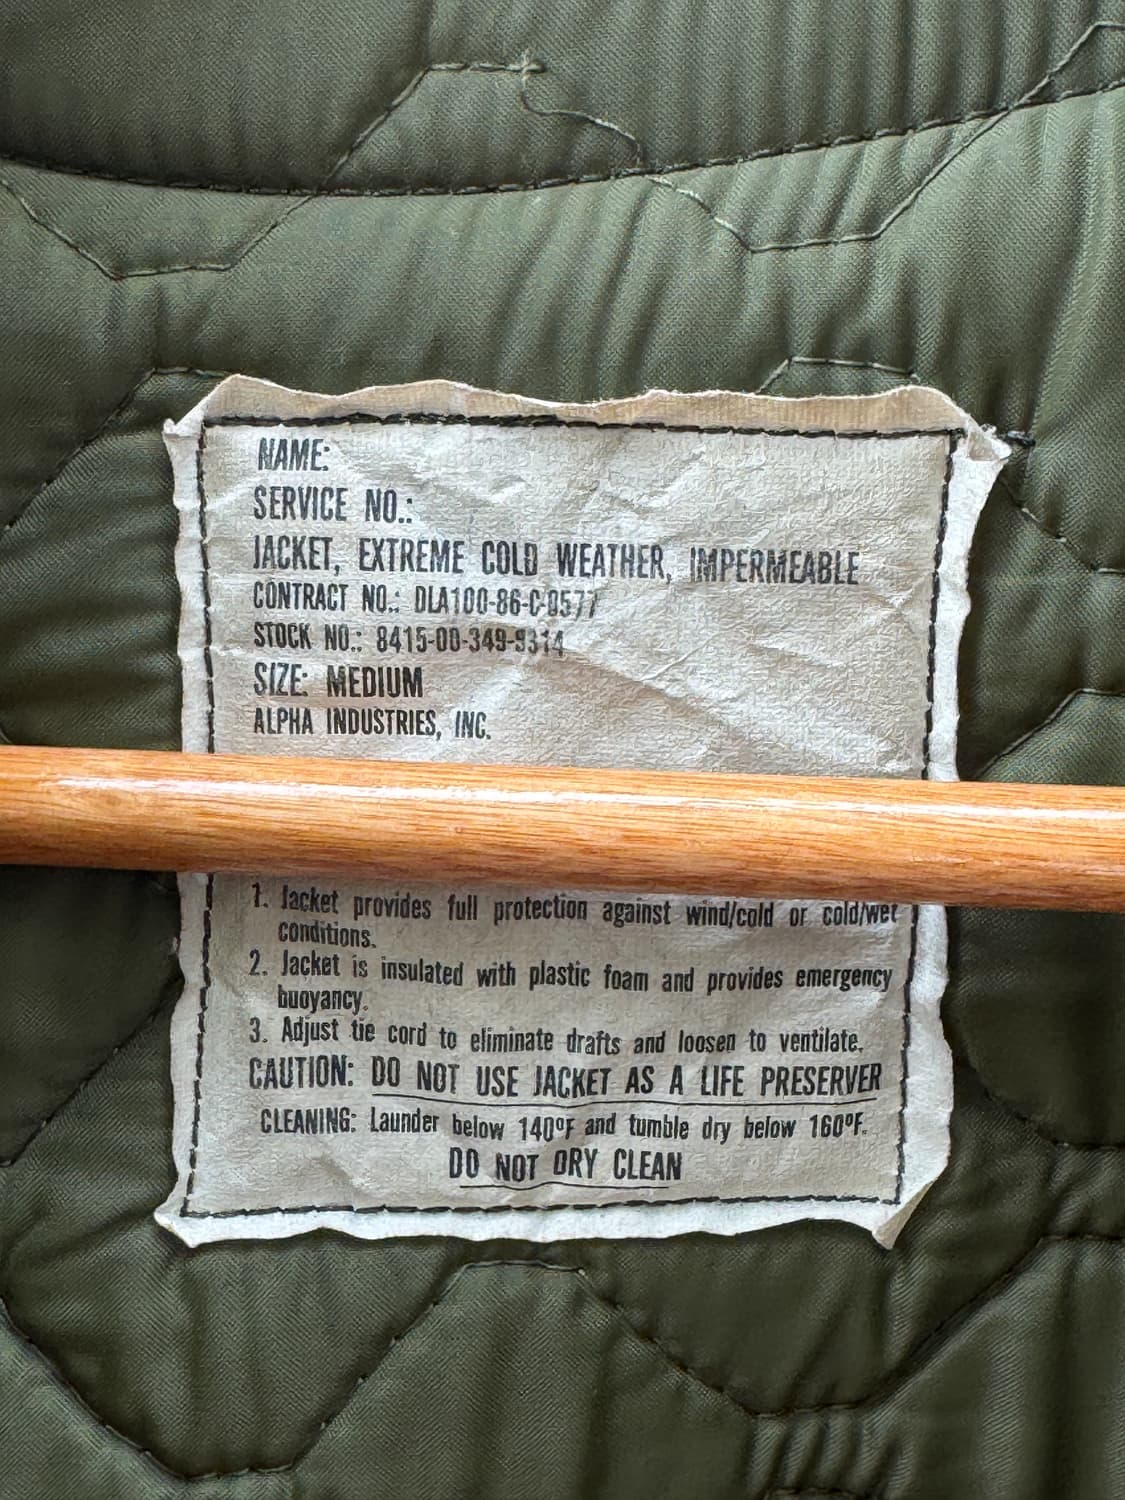 NAME:
SERVICE NO.:
JACKET, EXTREME COLD WEATHER, IMPERMEABLE
CONTRACT NO.: DLA100-86-C-0577
STOCK NO.: 8415-00-349-9314
SIZE: MEDIUM
ALPHA INDUSTRIES, INC.
1. Jacket provides full protection against wind/cold or cold/wet
conditions.
2. Jacket is insulated with plastic foam and provides emergency
buoyancy.
3. Adjust tie cord to eliminate drafts and loosen to ventilate.
CAUTION: DO NOT USE JACKET AS A LIFE PRESERVER
CLEANING: Launder below 140ºF and tumble dry below 160ºF.
DO NOT DRY CLEAN